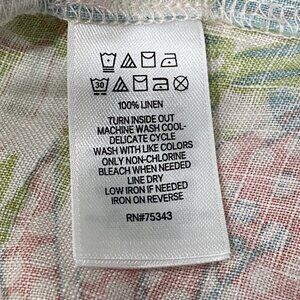 30
100% LINEN
TURN INSIDE OUT
MACHINE WASH COOL-
DELICATE CYCLE
WASH WITH LIKE COLORS
ONLY NON-CHLORINE
BLEACH WHEN NEEDED
LINE DRY
LOW IRON IF NEEDED
IRON ON REVERSE
RN#75343